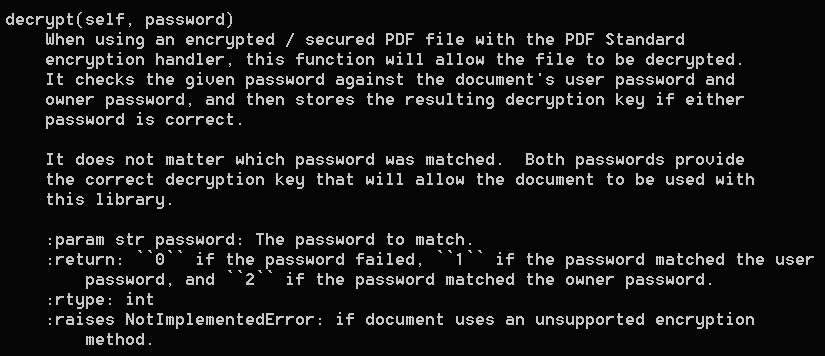 decrypt(self, password)
When using an encrypted / secured PDF file with the PDF Standard
encryption handler, this function will allow the file to be decrypted.
It checks the given password against the document's user password and
owner password, and then stores the resulting decryption key if either
password is correct.
It does not matter which password was matched.  Both passwords provide
the correct decryption key that will allow the document to be used with
this library.
:param str password: The password to match.
:return: ``0`` if the password failed, ``1`` if the password matched the user
password, and ``2`` if the password matched the owner password.
:rtype: int
:raises NotImplementedError: if document uses an unsupported encryption
method.